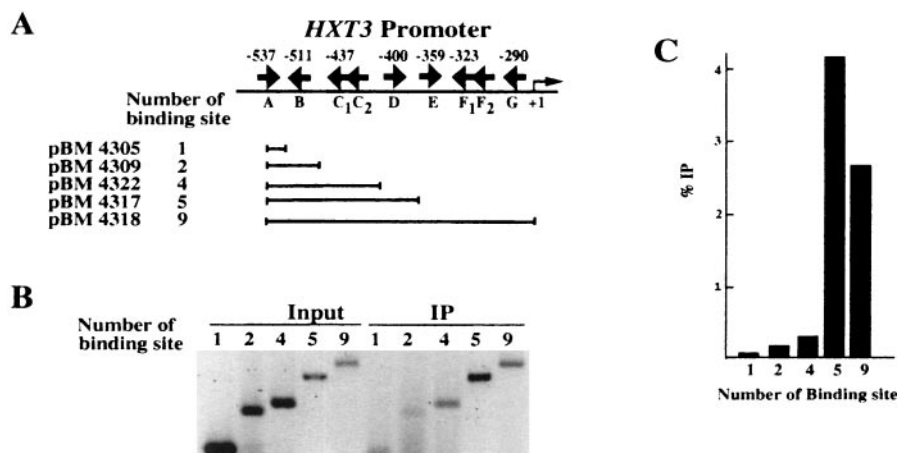 A
HXT3 Promoter
-537 -511 -437 -400 -359 -323 -290
A B C1C2 D E F1F2 G +1
Number of
binding site
pBM 4305 1
pBM 4309 2
pBM 4322 4
pBM 4317 5
pBM 4318 9
B
Input IP
Number of
binding site
1 2 4 5 9 1 2 4 5 9
C
% IP
4
3
2
1
1 2 4 5 9
Number of Binding site